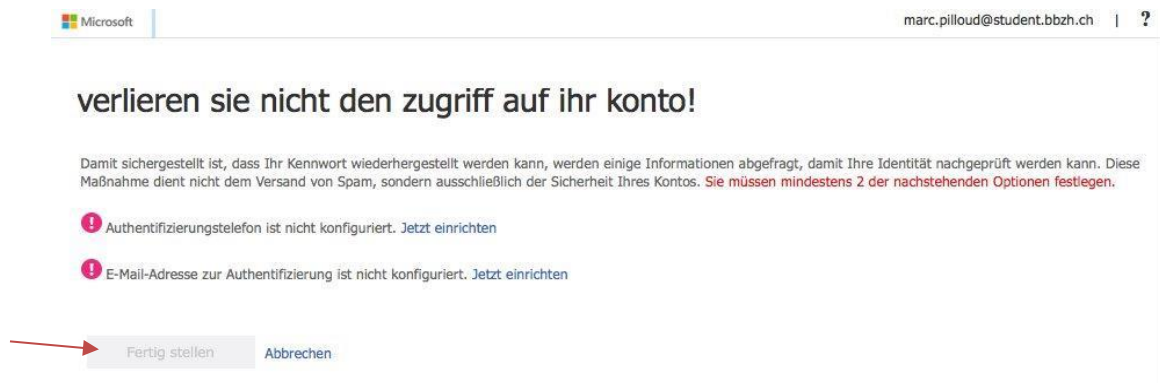 Microsoft
marc.pilloud@student.bbzh.ch | ?
verlieren sie nicht den zugriff auf ihr konto!
Damit sichergestellt ist, dass Ihr Kennwort wiederhergestellt werden kann, werden einige Informationen abgefragt, damit Ihre Identität nachgeprüft werden kann. Diese
Maßnahme dient nicht dem Versand von Spam, sondern ausschließlich der Sicherheit Ihres Kontos. Sie müssen mindestens 2 der nachstehenden Optionen festlegen.
! Authentifizierungstelefon ist nicht konfiguriert. Jetzt einrichten
! E-Mail-Adresse zur Authentifizierung ist nicht konfiguriert. Jetzt einrichten
Fertig stellen Abbrechen